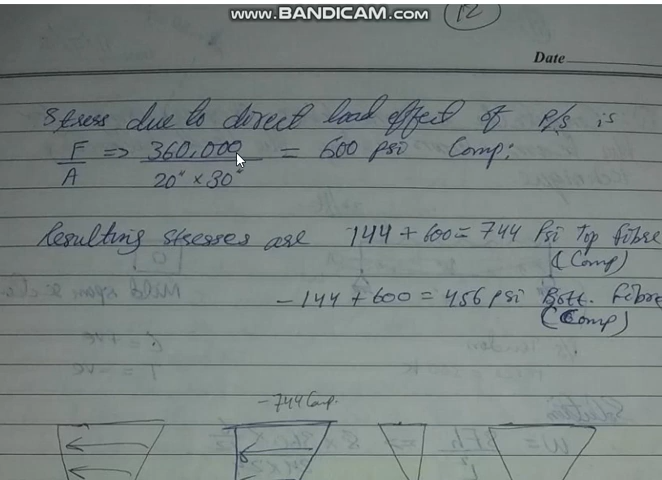 WWW.BANDICAM.COM
12
Date
Stress due to direct load effect of P/s is
F/A => 360,000 / 20" x 30" = 600 psi Comp:
Resulting stresses are 144 + 600 = 744 Psi Top fibre
(Comp)
- 144 + 600 = 456 psi Bott. fibre
(Comp)
- 744 Comp.